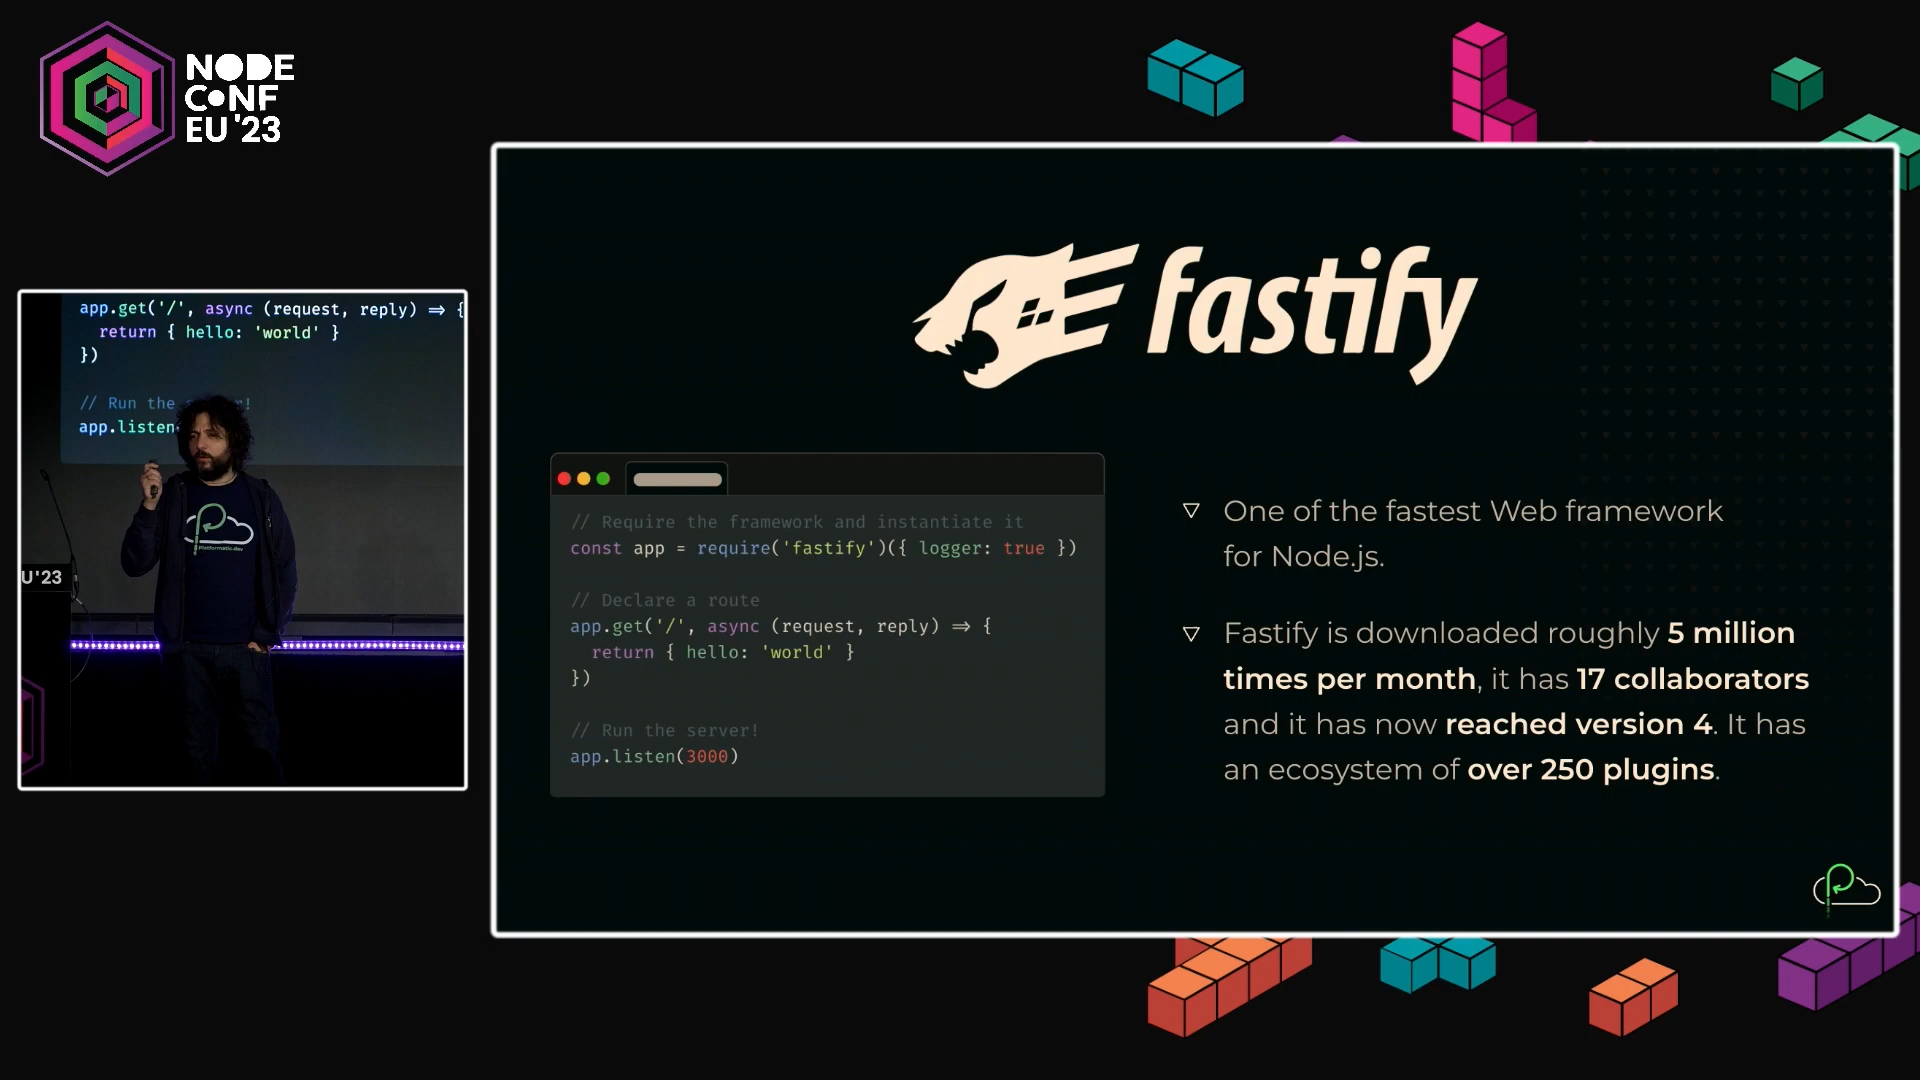 NODE
CONF
EU '23
app.get('/', async (request, reply) => {
return { hello: 'world' }
})
// Run the server!
app.listen
Platformatic.dev
U'23
fastify
// Require the framework and instantiate it
const app = require('fastify')({ logger: true })
// Declare a route
app.get('/', async (request, reply) => {
return { hello: 'world' }
})
// Run the server!
app.listen(3000)
One of the fastest Web framework
for Node.js.
Fastify is downloaded roughly 5 million
times per month, it has 17 collaborators
and it has now reached version 4. It has
an ecosystem of over 250 plugins.